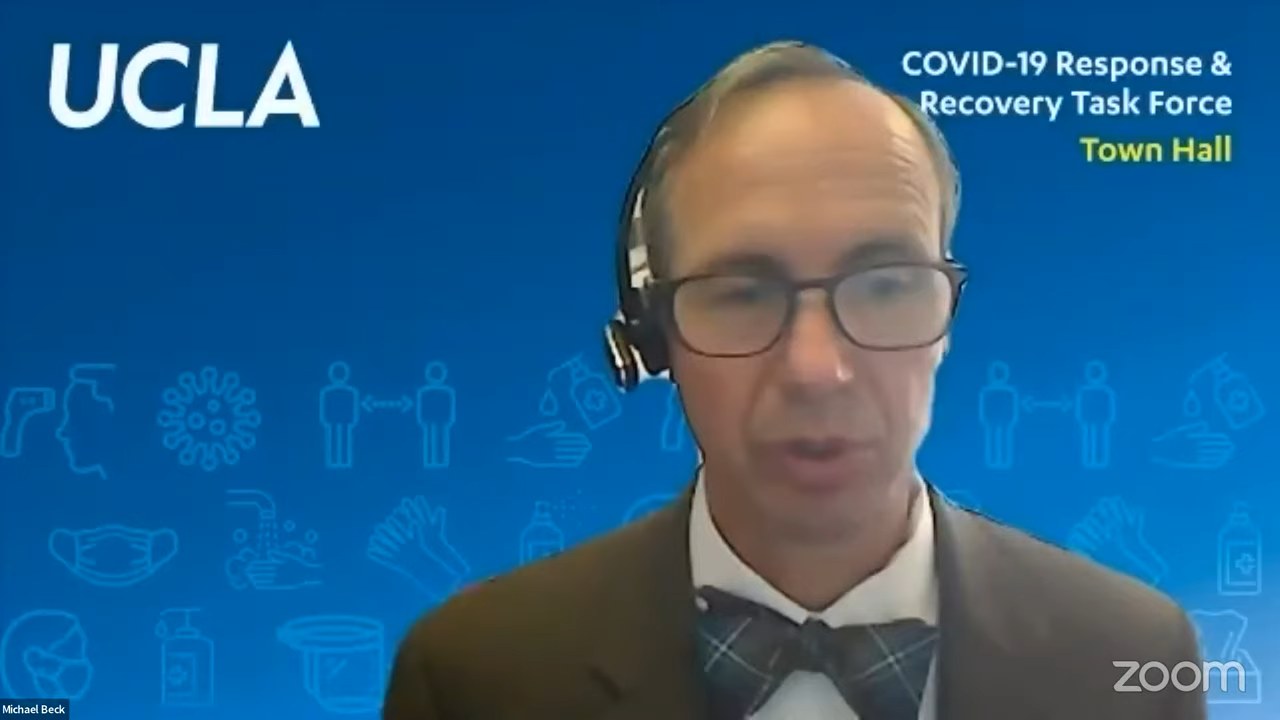 UCLA
COVID-19 Response &
Recovery Task Force
Town Hall
Michael Beck
zoom